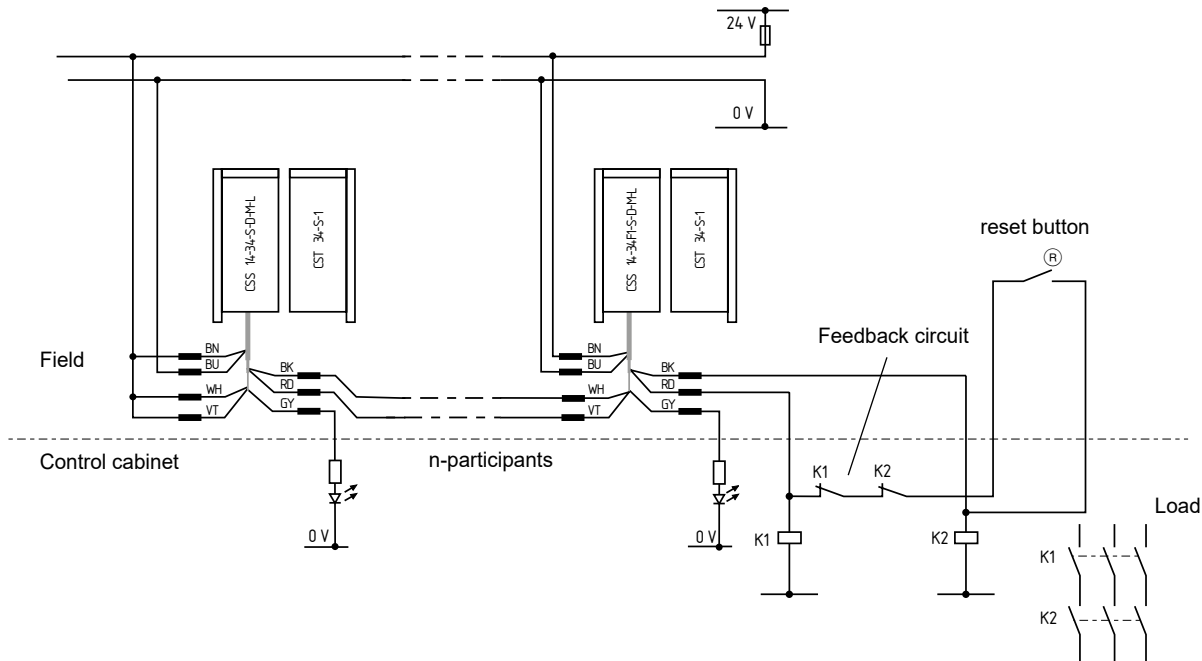 24 V
0 V
CSS 14-34-S-D-M-L
CST 34-S-1
CSS 14-34F1-S-D-M-L
CST 34-S-1
reset button
R
Feedback circuit
Field
BN
BU
BK
WH
RD
VT
GY
BN
BU
BK
WH
RD
VT
GY
Control cabinet
n-participants
K1
K2
Load
0 V
0 V
K1
K2
K1
K2